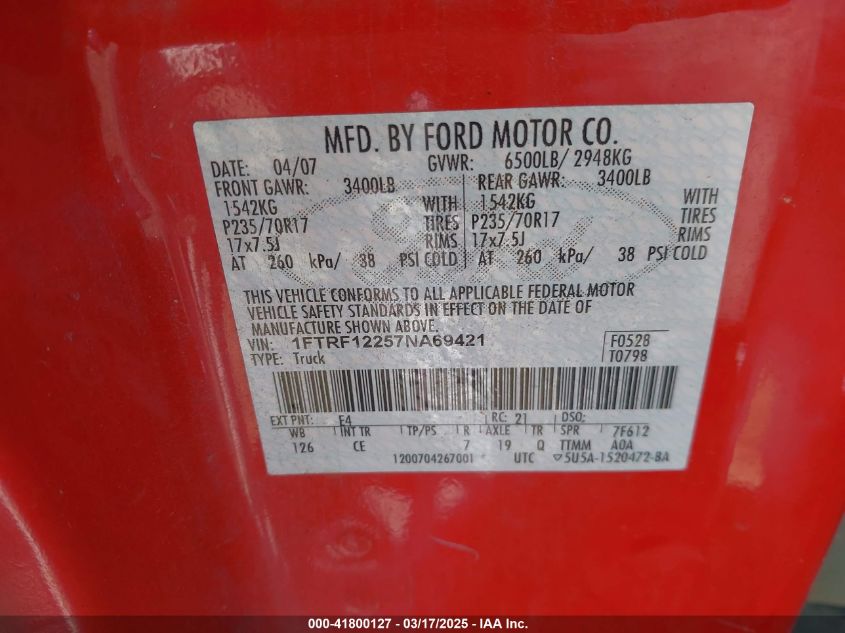 MFD. BY FORD MOTOR CO.
DATE: 04/07 GVWR: 6500LB/ 2948KG
FRONT GAWR: 3400LB REAR GAWR: 3400LB
1542KG WITH 1542KG WITH
P235/70R17 TIRES P235/70R17 TIRES
17x7.5J RIMS 17x7.5J RIMS
AT 260 kPa/ 38 PSI COLD AT 260 kPa/ 38 PSI COLD
THIS VEHICLE CONFORMS TO ALL APPLICABLE FEDERAL MOTOR
VEHICLE SAFETY STANDARDS IN EFFECT ON THE DATE OF
MANUFACTURE SHOWN ABOVE.
VIN: 1FTRF12257NA69421 F0528
TYPE: Truck T0798
EXT PNT: E4 RC: 21 DSO:
WB INT TR TP/PS R AXLE TR SPR 7F612
126 CE 7 19 Q TTMM A0A
1200704267001 UTC 5U5A-1520472-BA
000-41800127 - 03/17/2025 - IAA Inc.